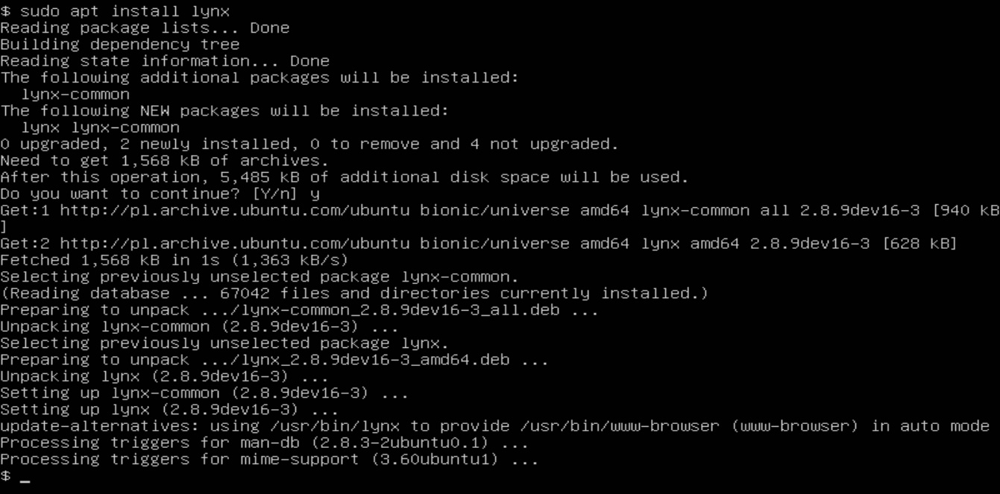 $ sudo apt install lynx
Reading package lists... Done
Building dependency tree
Reading state information... Done
The following additional packages will be installed:
  lynx-common
The following NEW packages will be installed:
  lynx lynx-common
0 upgraded, 2 newly installed, 0 to remove and 4 not upgraded.
Need to get 1,568 kB of archives.
After this operation, 5,485 kB of additional disk space will be used.
Do you want to continue? [Y/n] y
Get:1 http://pl.archive.ubuntu.com/ubuntu bionic/universe amd64 lynx-common all 2.8.9dev16-3 [940 kB
]
Get:2 http://pl.archive.ubuntu.com/ubuntu bionic/universe amd64 lynx amd64 2.8.9dev16-3 [628 kB]
Fetched 1,568 kB in 1s (1,363 kB/s)
Selecting previously unselected package lynx-common.
(Reading database ... 67042 files and directories currently installed.)
Preparing to unpack .../lynx-common_2.8.9dev16-3_all.deb ...
Unpacking lynx-common (2.8.9dev16-3) ...
Selecting previously unselected package lynx.
Preparing to unpack .../lynx_2.8.9dev16-3_amd64.deb ...
Unpacking lynx (2.8.9dev16-3) ...
Setting up lynx-common (2.8.9dev16-3) ...
Setting up lynx (2.8.9dev16-3) ...
update-alternatives: using /usr/bin/lynx to provide /usr/bin/www-browser (www-browser) in auto mode
Processing triggers for man-db (2.8.3-2ubuntu0.1) ...
Processing triggers for mime-support (3.60ubuntu1) ...
$ _